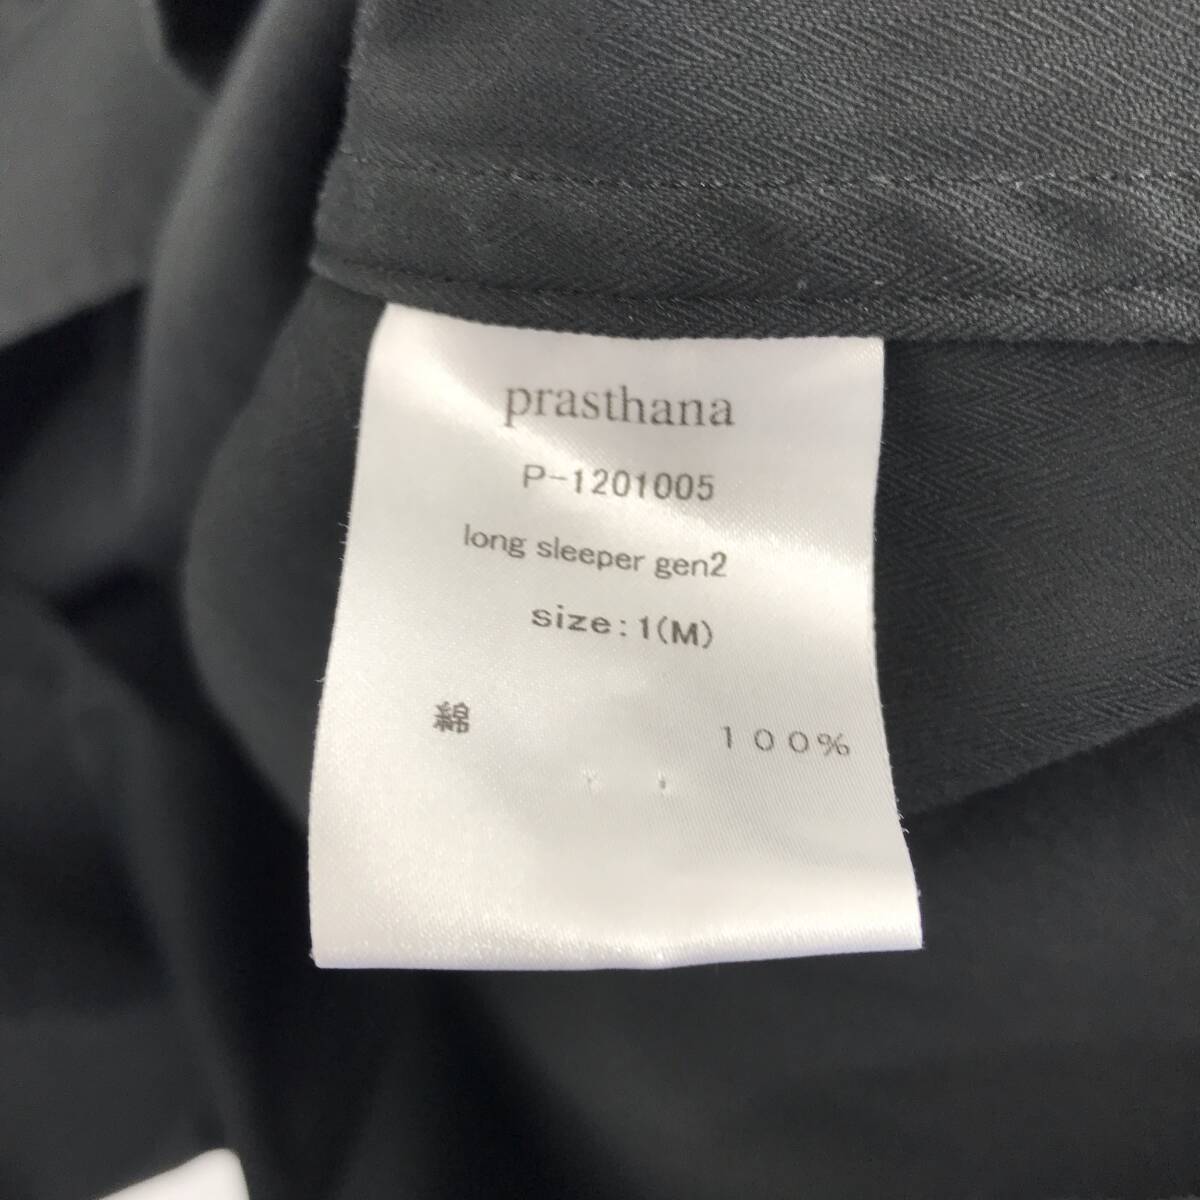 prasthana
P-1201005
long sleeper gen2
size:1(M)
綿 100%